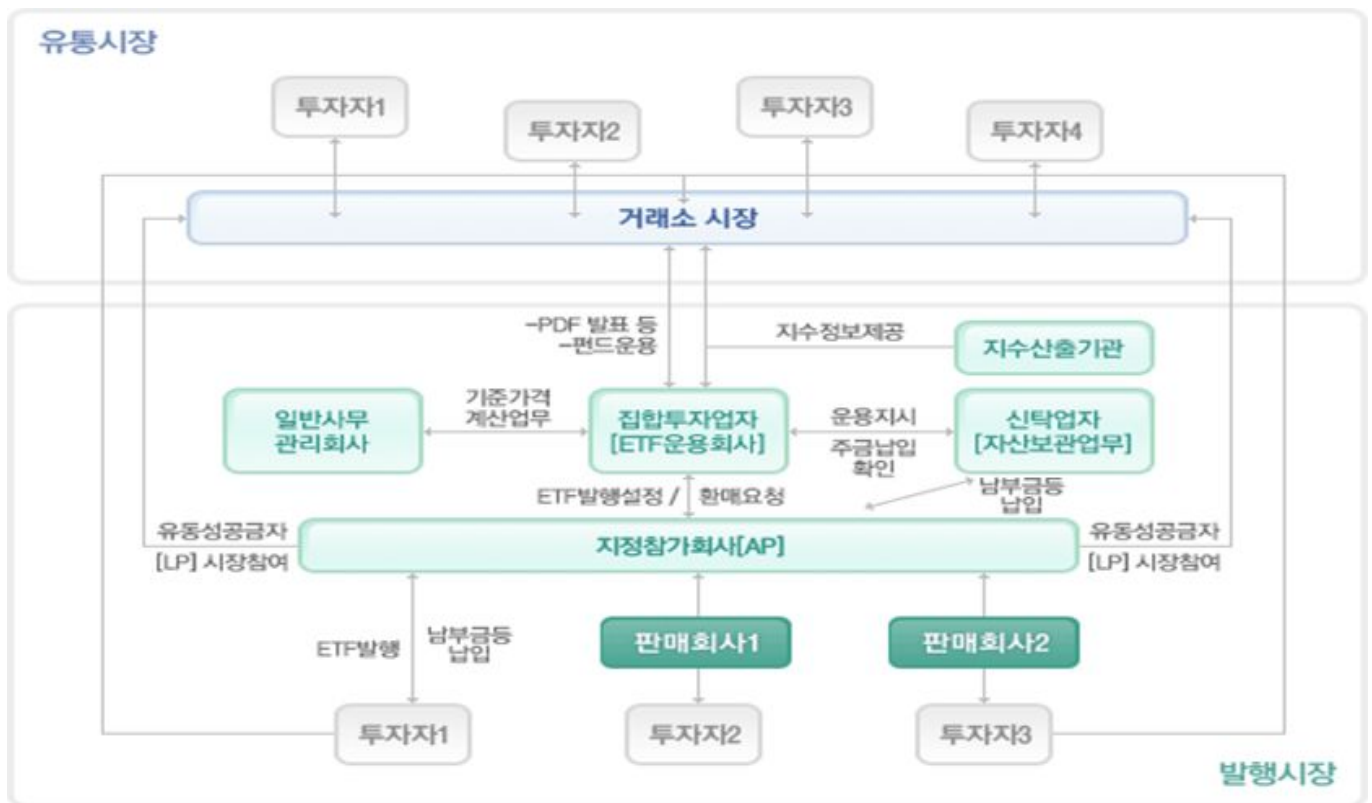 유통시장
투자자1
투자자2
투자자3
투자자4
거래소 시장
-PDF 발표 등
-펀드운용
지수정보제공
지수산출기관
일반사무
관리회사
기준가격
계산업무
집합투자업자
[ETF운용회사]
운용지시
주금납입
확인
신탁업자
[자산보관업무]
ETF발행설정 / 환매요청
남부금등
납입
유동성공급자
[LP] 시장참여
지정참가회사[AP]
유동성공급자
[LP] 시장참여
ETF발행
남부금등
납입
판매회사1
판매회사2
투자자1
투자자2
투자자3
발행시장